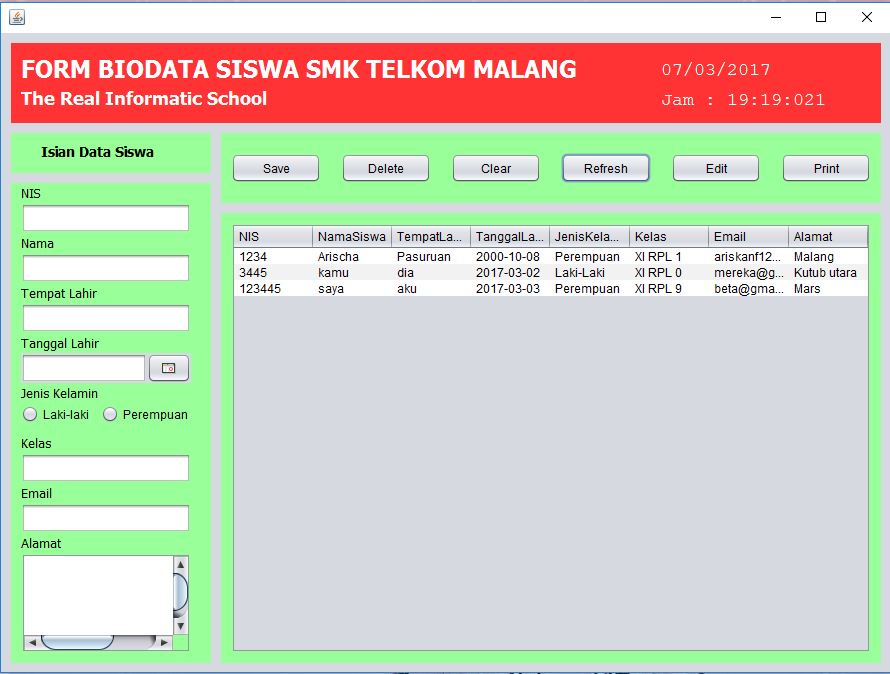 FORM BIODATA SISWA SMK TELKOM MALANG
The Real Informatic School
07/03/2017
Jam : 19:19:021
Isian Data Siswa
NIS
Nama
Tempat Lahir
Tanggal Lahir
Jenis Kelamin
Laki-laki Perempuan
Kelas
Email
Alamat
Save Delete Clear Refresh Edit Print
NIS NamaSiswa TempatLa... TanggalLa... JenisKela... Kelas Email Alamat
1234 Arischa Pasuruan 2000-10-08 Perempuan XI RPL 1 ariskanf12... Malang
3445 kamu dia 2017-03-02 Laki-Laki XI RPL 0 mereka@g... Kutub utara
123445 saya aku 2017-03-03 Perempuan XI RPL 9 beta@gma... Mars